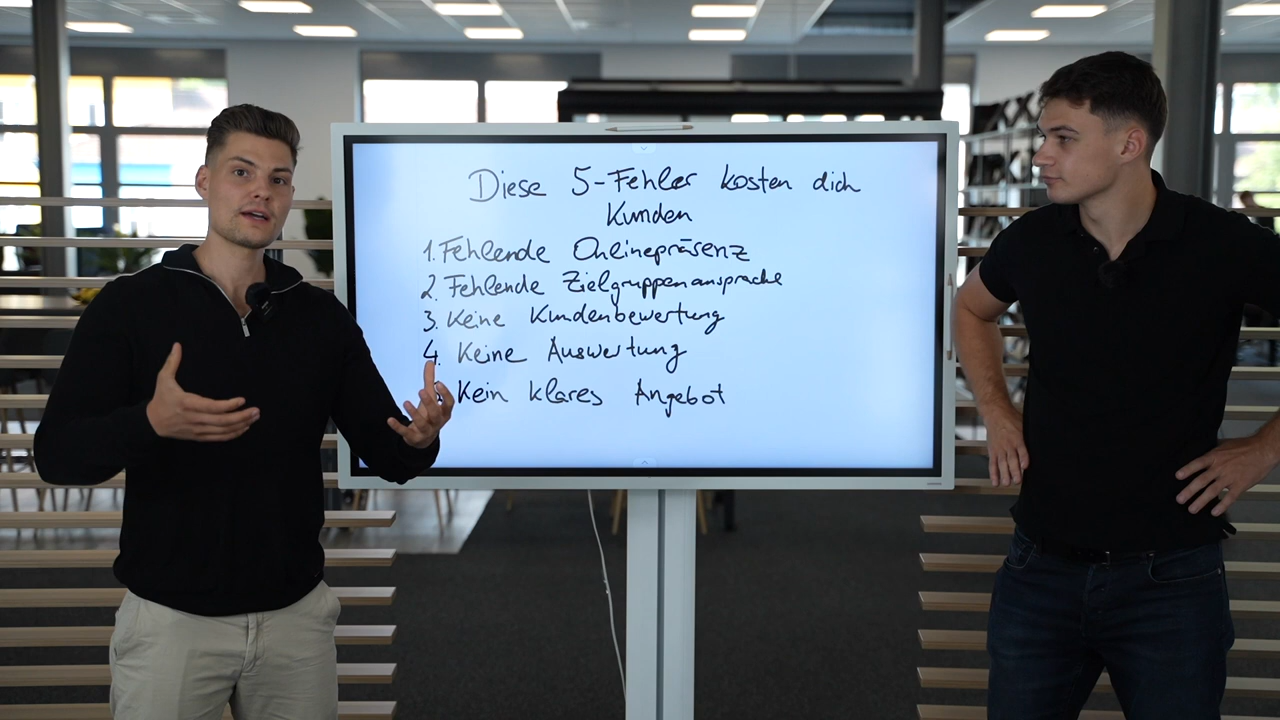 Diese 5-Fehler kosten dich
Kunden
1. Fehlende Onlinepräsenz
2. Fehlende Zielgruppenansprache
3. Keine Kundenbewertung
4. Keine Auswertung
Kein klares Angebot